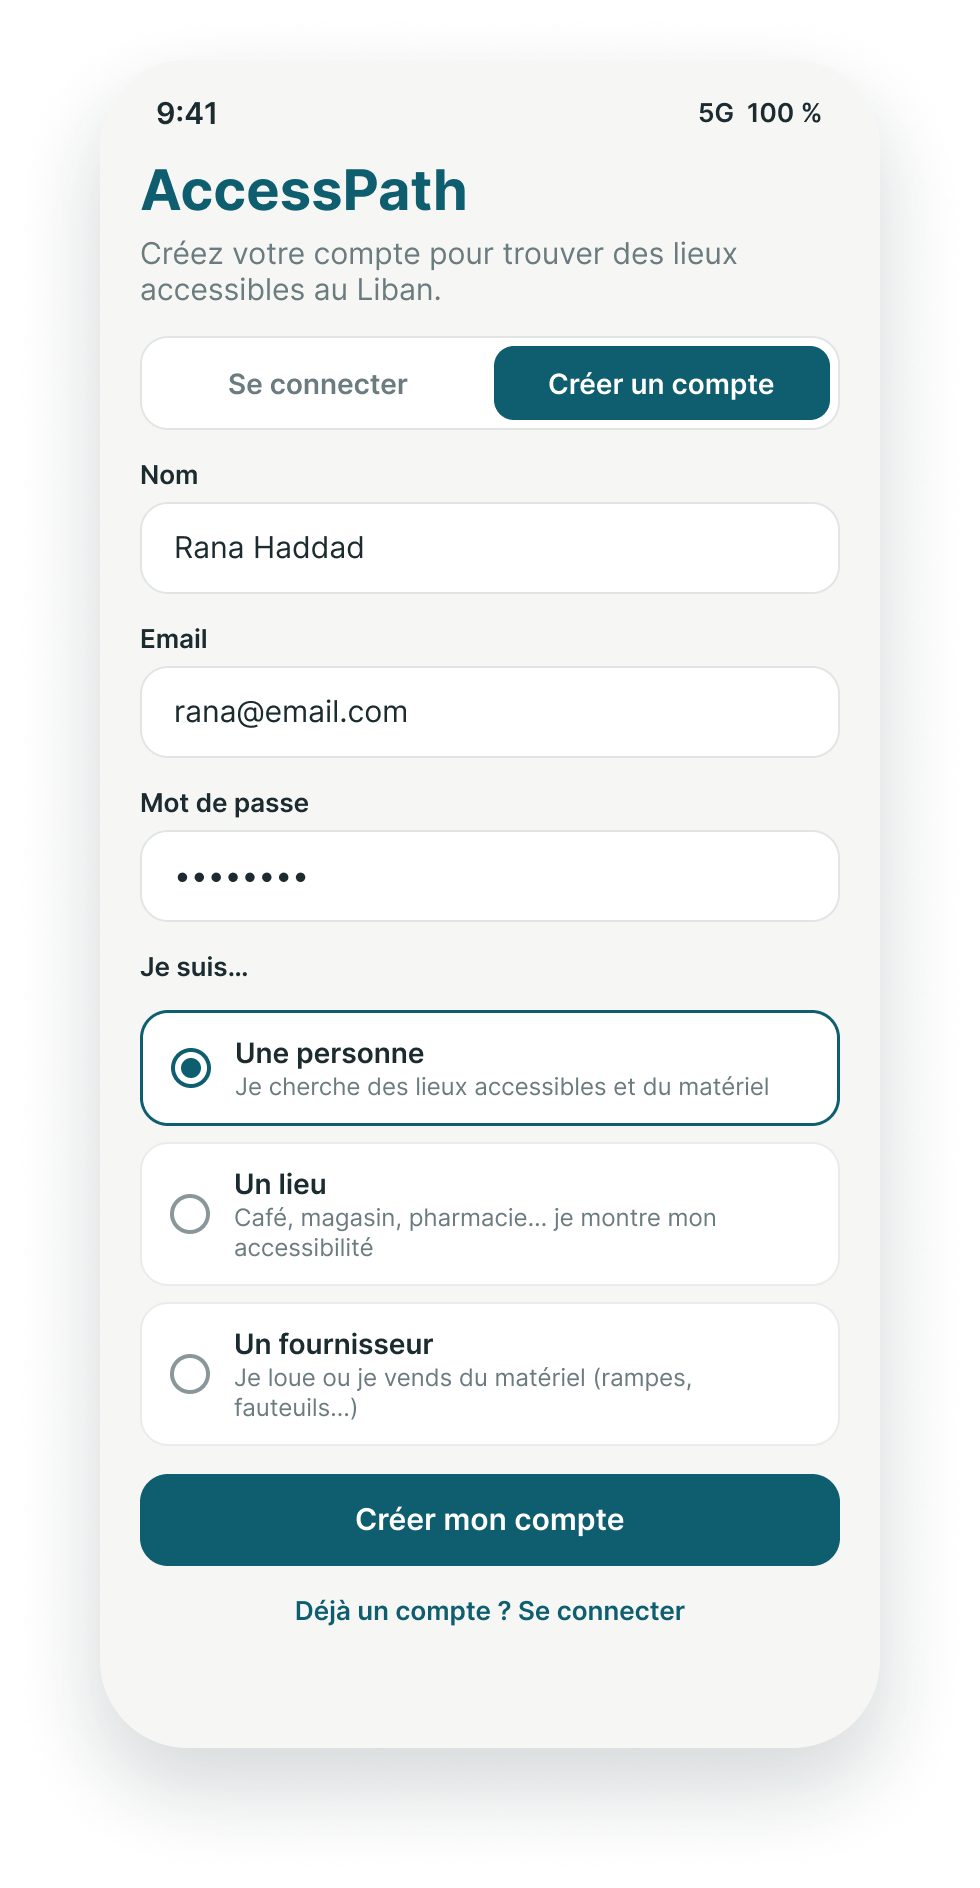 9:41
5G 100 %
AccessPath
Créez votre compte pour trouver des lieux
accessibles au Liban.
Se connecter
Créer un compte
Nom
Rana Haddad
Email
rana@email.com
Mot de passe
••••••••
Je suis...
Une personne
Je cherche des lieux accessibles et du matériel
Un lieu
Café, magasin, pharmacie... je montre mon
accessibilité
Un fournisseur
Je loue ou je vends du matériel (rampes,
fauteuils...)
Créer mon compte
Déjà un compte ? Se connecter